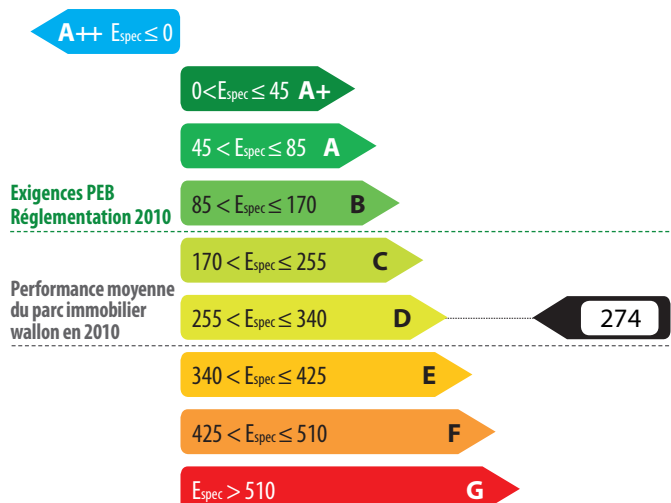 A++ Espec ≤ 0
0<Espec ≤ 45 A+
45 < Espec ≤ 85 A
Exigences PEB
Réglementation 2010
85 < Espec ≤ 170 B
170 < Espec ≤ 255 C
Performance moyenne
du parc immobilier
wallon en 2010
255 < Espec ≤ 340 D
274
340 < Espec ≤ 425 E
425 < Espec ≤ 510 F
Espec > 510 G